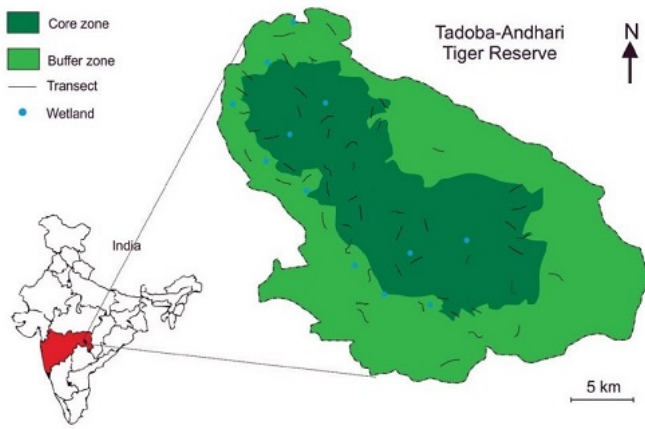 Core zone
Buffer zone
Transect
Wetland
Tadoba-Andhari
Tiger Reserve
N
India
5 km